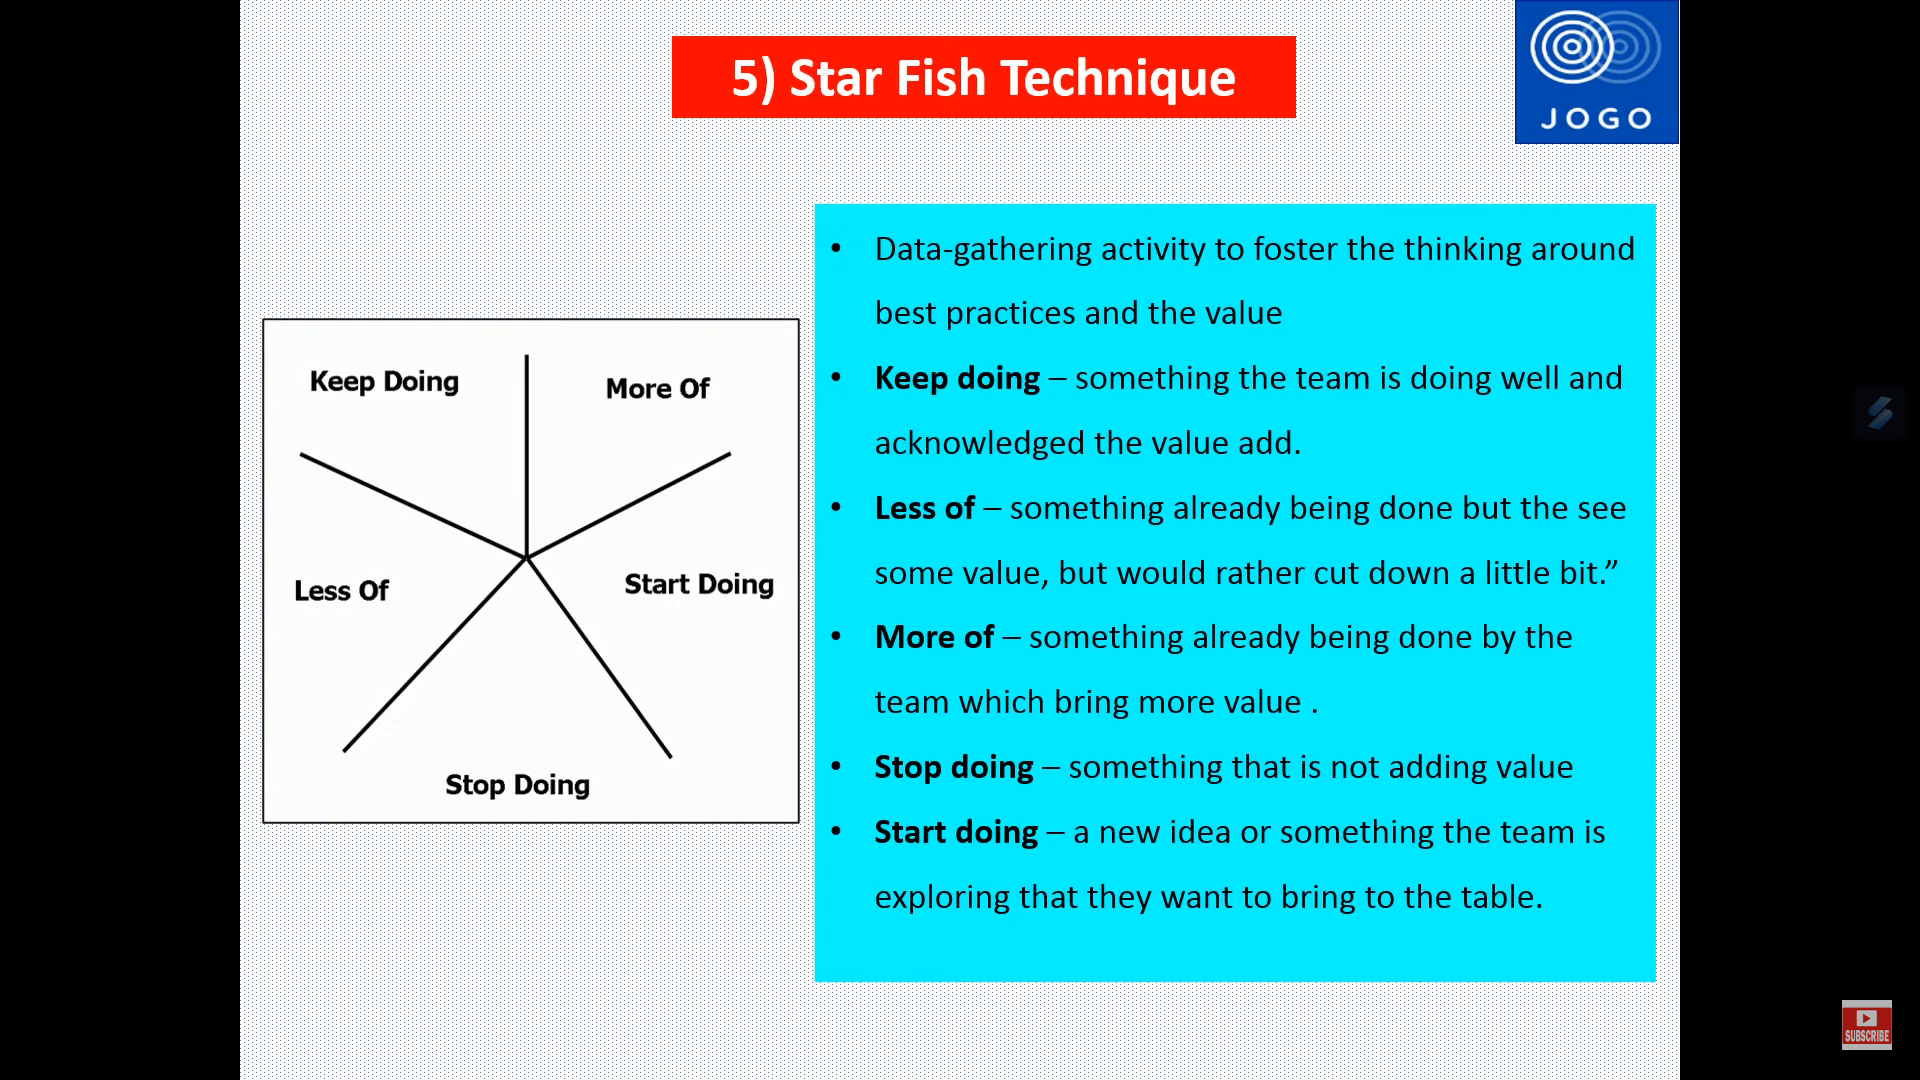 5) Star Fish Technique
JOGO
Keep Doing
More Of
Less Of
Start Doing
Stop Doing
• Data-gathering activity to foster the thinking around
best practices and the value
• Keep doing – something the team is doing well and
acknowledged the value add.
• Less of – something already being done but the see
some value, but would rather cut down a little bit.”
• More of – something already being done by the
team which bring more value .
• Stop doing – something that is not adding value
• Start doing – a new idea or something the team is
exploring that they want to bring to the table.
SUBSCRIBE